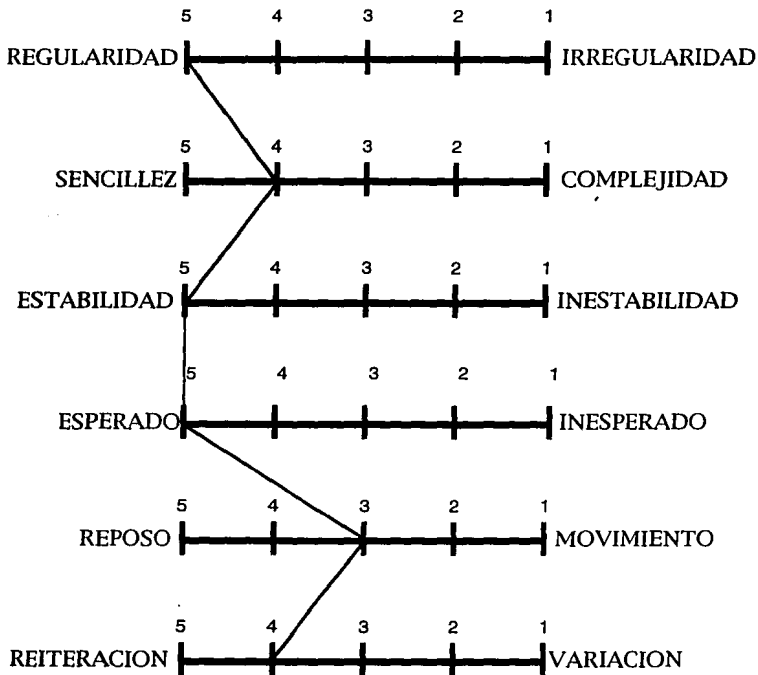 5 4 3 2 1
REGULARIDAD IRREGULARIDAD
5 4 3 2 1
SENCILLEZ COMPLEJIDAD
5 4 3 2 1
ESTABILIDAD INESTABILIDAD
5 4 3 2 1
ESPERADO INESPERADO
5 4 3 2 1
REPOSO MOVIMIENTO
5 4 3 2 1
REITERACION VARIACION